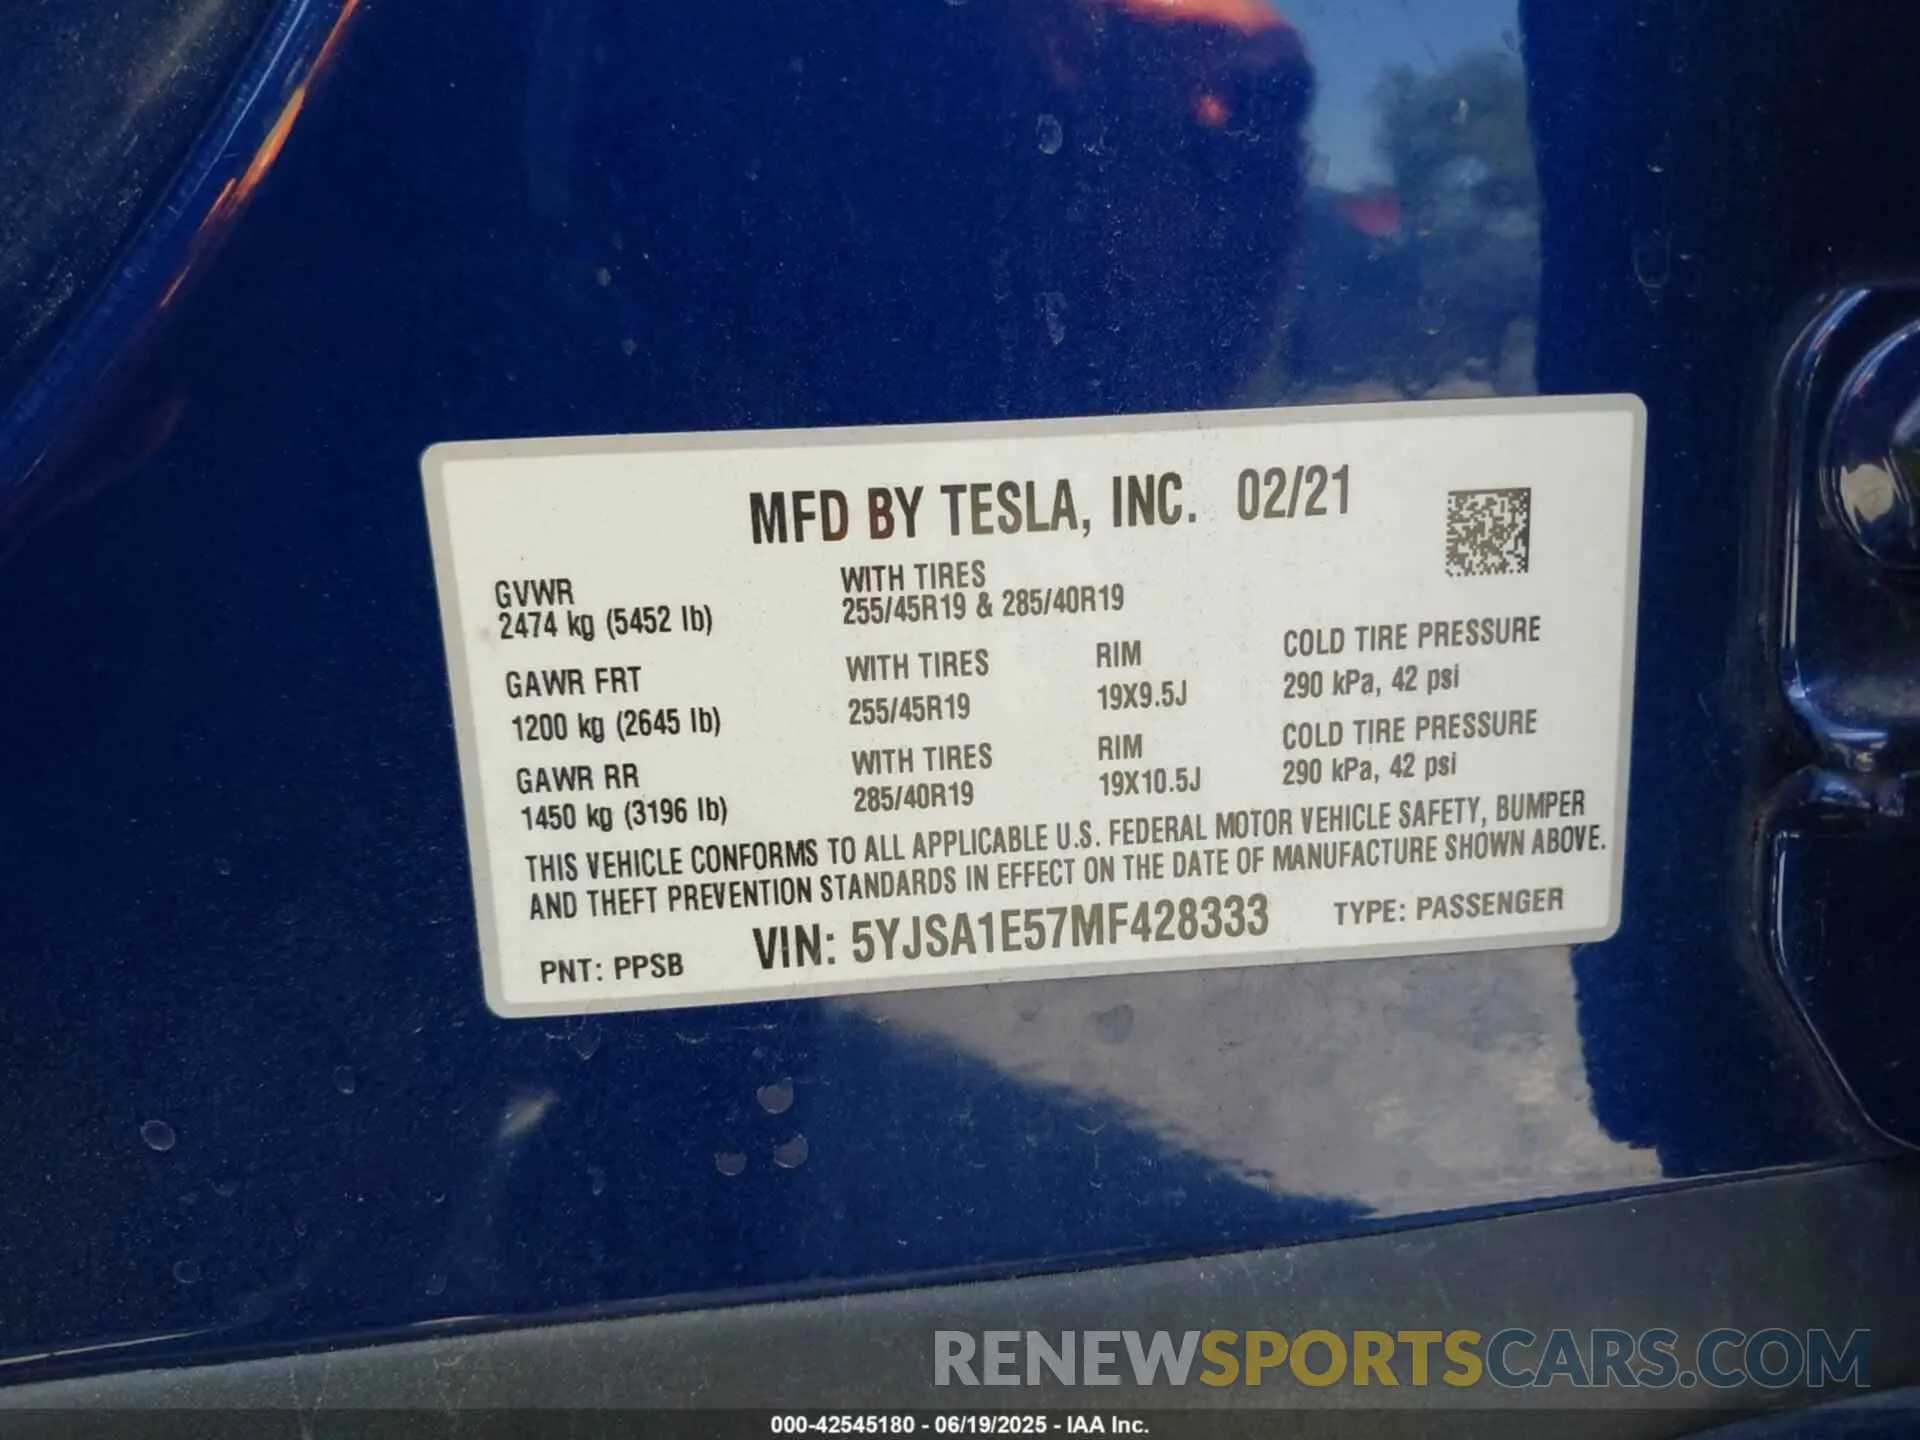 MFD BY TESLA, INC. 02/21
GVWR
2474 kg (5452 lb)
WITH TIRES
255/45R19 & 285/40R19
GAWR FRT
1200 kg (2645 lb)
WITH TIRES
255/45R19
RIM
19X9.5J
COLD TIRE PRESSURE
290 kPa, 42 psi
GAWR RR
1450 kg (3196 lb)
WITH TIRES
285/40R19
RIM
19X10.5J
COLD TIRE PRESSURE
290 kPa, 42 psi
THIS VEHICLE CONFORMS TO ALL APPLICABLE U.S. FEDERAL MOTOR VEHICLE SAFETY, BUMPER
AND THEFT PREVENTION STANDARDS IN EFFECT ON THE DATE OF MANUFACTURE SHOWN ABOVE.
PNT: PPSB VIN: 5YJSA1E57MF428333 TYPE: PASSENGER
RENEWSPORTSCARS.COM
000-42545180 - 06/19/2025 - IAA Inc.